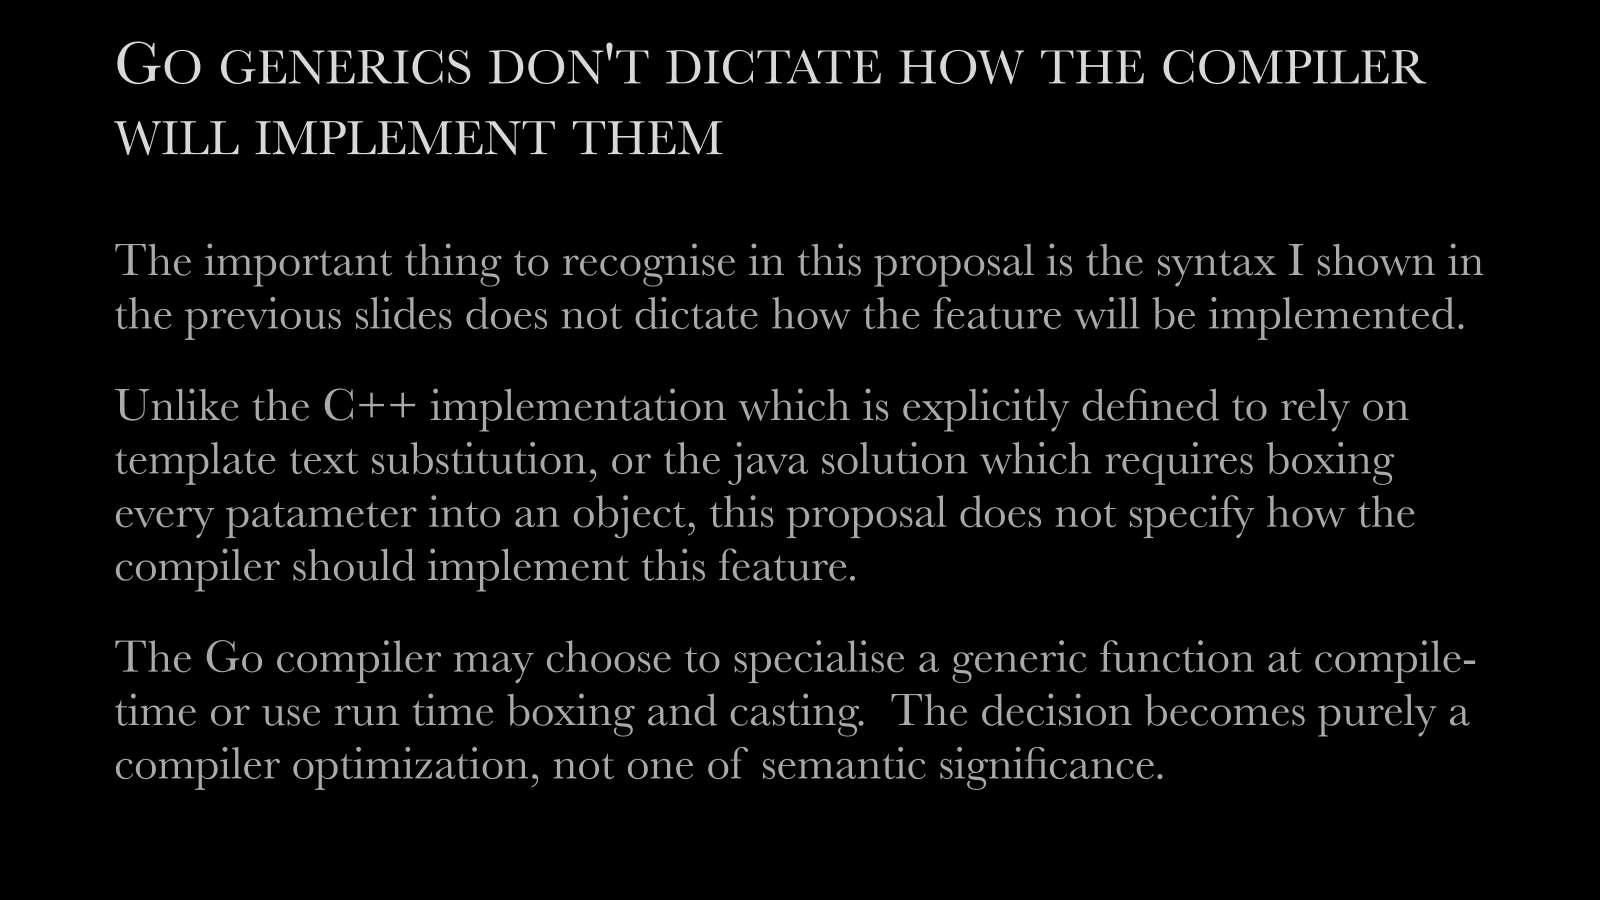 Go generics don't dictate how the compiler
will implement them
The important thing to recognise in this proposal is the syntax I shown in
the previous slides does not dictate how the feature will be implemented.
Unlike the C++ implementation which is explicitly defined to rely on
template text substitution, or the java solution which requires boxing
every patameter into an object, this proposal does not specify how the
compiler should implement this feature.
The Go compiler may choose to specialise a generic function at compile-
time or use run time boxing and casting.  The decision becomes purely a
compiler optimization, not one of semantic significance.